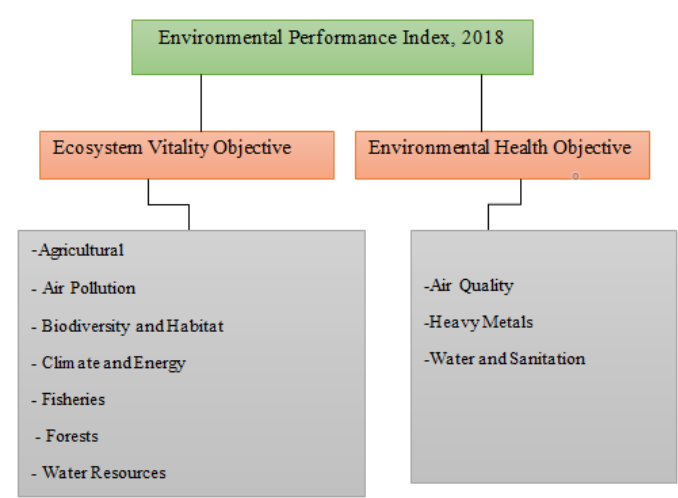 Environmental Performance Index, 2018
Ecosystem Vitality Objective
Environmental Health Objective
-Agricultural
- Air Pollution
- Biodiversity and Habitat
- Climate and Energy
- Fisheries
- Forests
- Water Resources
-Air Quality
-Heavy Metals
-Water and Sanitation